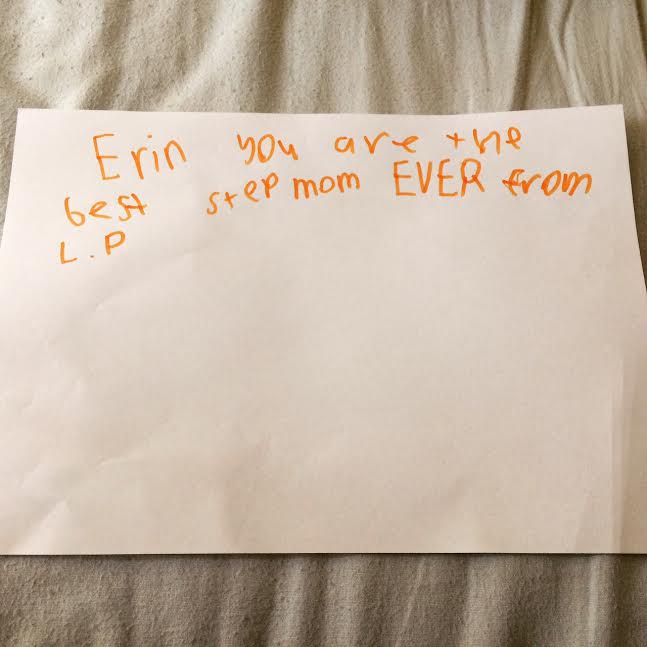 Erin you are the
best step mom EVER from
L.P